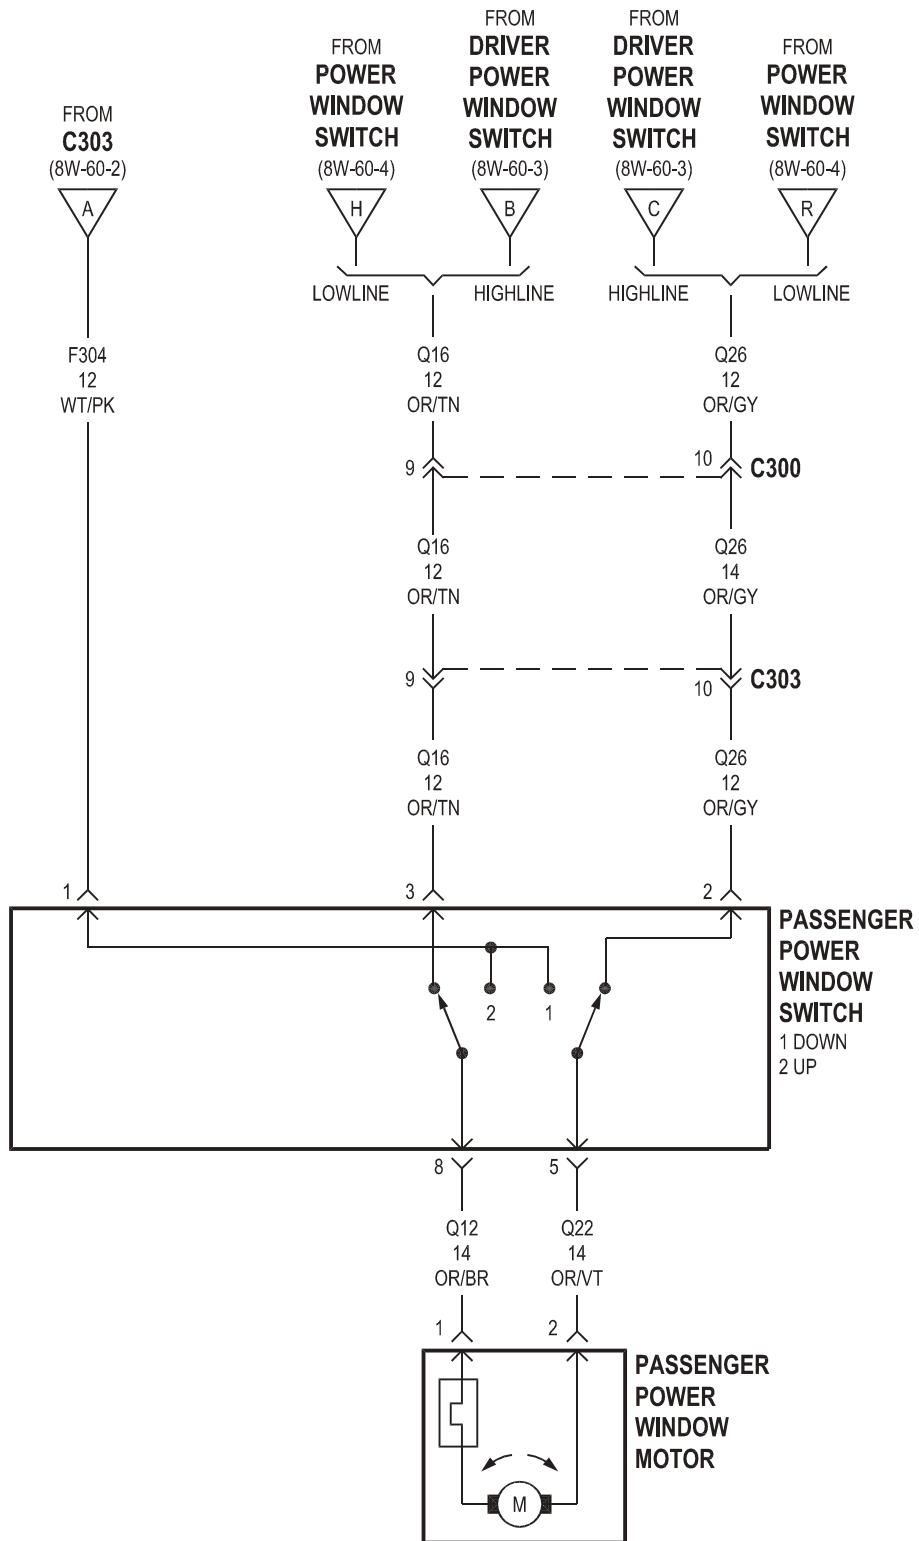 FROM
C303
(8W-60-2)
A
FROM
POWER
WINDOW
SWITCH
(8W-60-4)
H
FROM
DRIVER
POWER
WINDOW
SWITCH
(8W-60-3)
B
FROM
DRIVER
POWER
WINDOW
SWITCH
(8W-60-3)
C
FROM
POWER
WINDOW
SWITCH
(8W-60-4)
R
LOWLINE
HIGHLINE
HIGHLINE
LOWLINE
F304
12
WT/PK
Q16
12
OR/TN
Q26
12
OR/GY
9
10
C300
Q16
12
OR/TN
Q26
14
OR/GY
9
10
C303
Q16
12
OR/TN
Q26
12
OR/GY
1
3
2
PASSENGER
POWER
WINDOW
SWITCH
1 DOWN
2 UP
2
1
8
5
Q12
14
OR/BR
Q22
14
OR/VT
1
2
PASSENGER
POWER
WINDOW
MOTOR
M